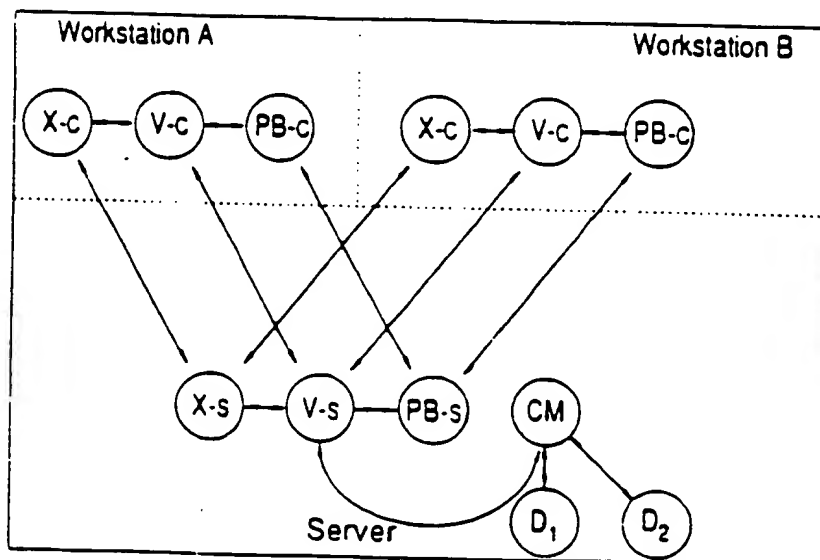 Workstation A
Workstation B
X-c V-c PB-c X-c V-c PB-c
X-s V-s PB-s CM
Server
D1 D2